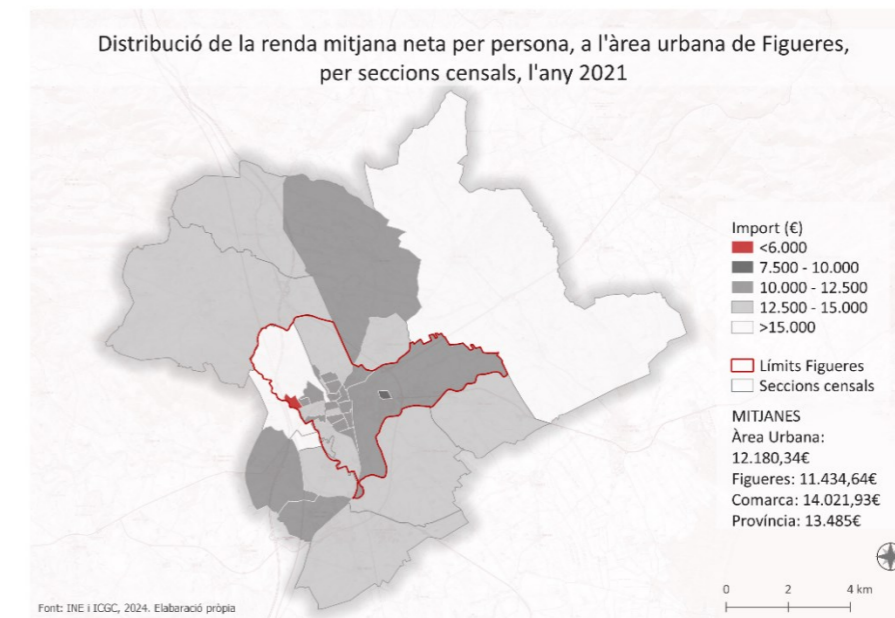 Distribució de la renda mitjana neta per persona, a l'àrea urbana de Figueres,
per seccions censals, l'any 2021
Import (€)
<6.000
7.500 - 10.000
10.000 - 12.500
12.500 - 15.000
>15.000
Límits Figueres
Seccions censals
MITJANES
Àrea Urbana:
12.180,34€
Figueres: 11.434,64€
Comarca: 14.021,93€
Província: 13.485€
0 2 4 km
Font: INE i ICGC, 2024. Elabaració pròpia